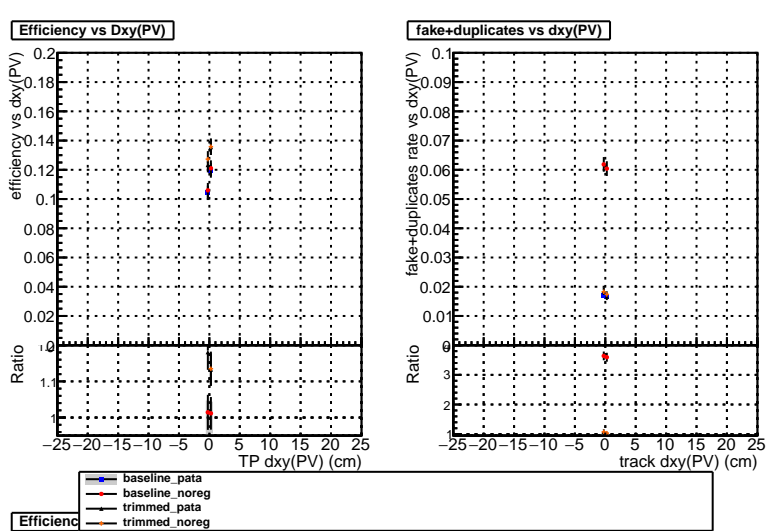 Efficiency vs Dxy(PV)
efficiency vs dxy(PV)
0.2
0.18
0.16
0.14
0.12
0.1
0.08
0.06
0.04
0.02
0
Ratio
1.1
1
−25 −20 −15 −10 −5 0 5 10 15 20 25
TP dxy(PV) (cm)
fake+duplicates vs dxy(PV)
fake+duplicates rate vs dxy(PV)
0.1
0.09
0.08
0.07
0.06
0.05
0.04
0.03
0.02
0.01
0
Ratio
3
2
1
−25 −20 −15 −10 −5 0 5 10 15 20 25
track dxy(PV) (cm)
baseline_pata
baseline_noreg
trimmed_pata
trimmed_noreg
Efficienc